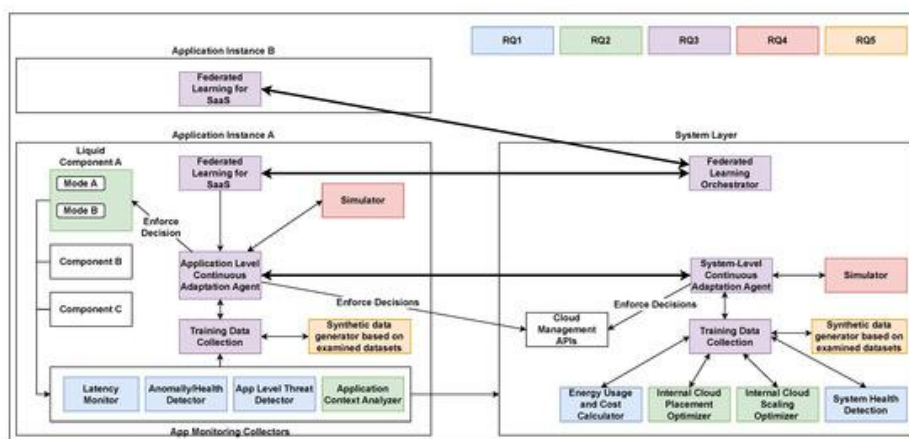 RQ1
RQ2
RQ3
RQ4
RQ5
Application Instance B
Federated
Learning for
SaaS
Application Instance A
Liquid
Component A
Mode A
Mode B
Enforce
Decision
Component B
Component C
Federated
Learning for
SaaS
Simulator
Application Level
Continuous
Adaptation Agent
Enforce Decisions
Training Data
Collection
Synthetic data
generator based on
examined datasets
Latency
Monitor
Anomally/Health
Detector
App Level Threat
Detector
Application
Context Analyzer
App Monitoring Collectors
System Layer
Federated
Learning
Orchestrator
System-Level
Continuous
Adaptation Agent
Simulator
Enforce Decisions
Cloud
Management
APIs
Training Data
Collection
Synthetic data
generator based on
examined datasets
Energy Usage
and Cost
Calculator
Internal Cloud
Placement
Optimizer
Internal Cloud
Scaling
Optimizer
System Health
Detection